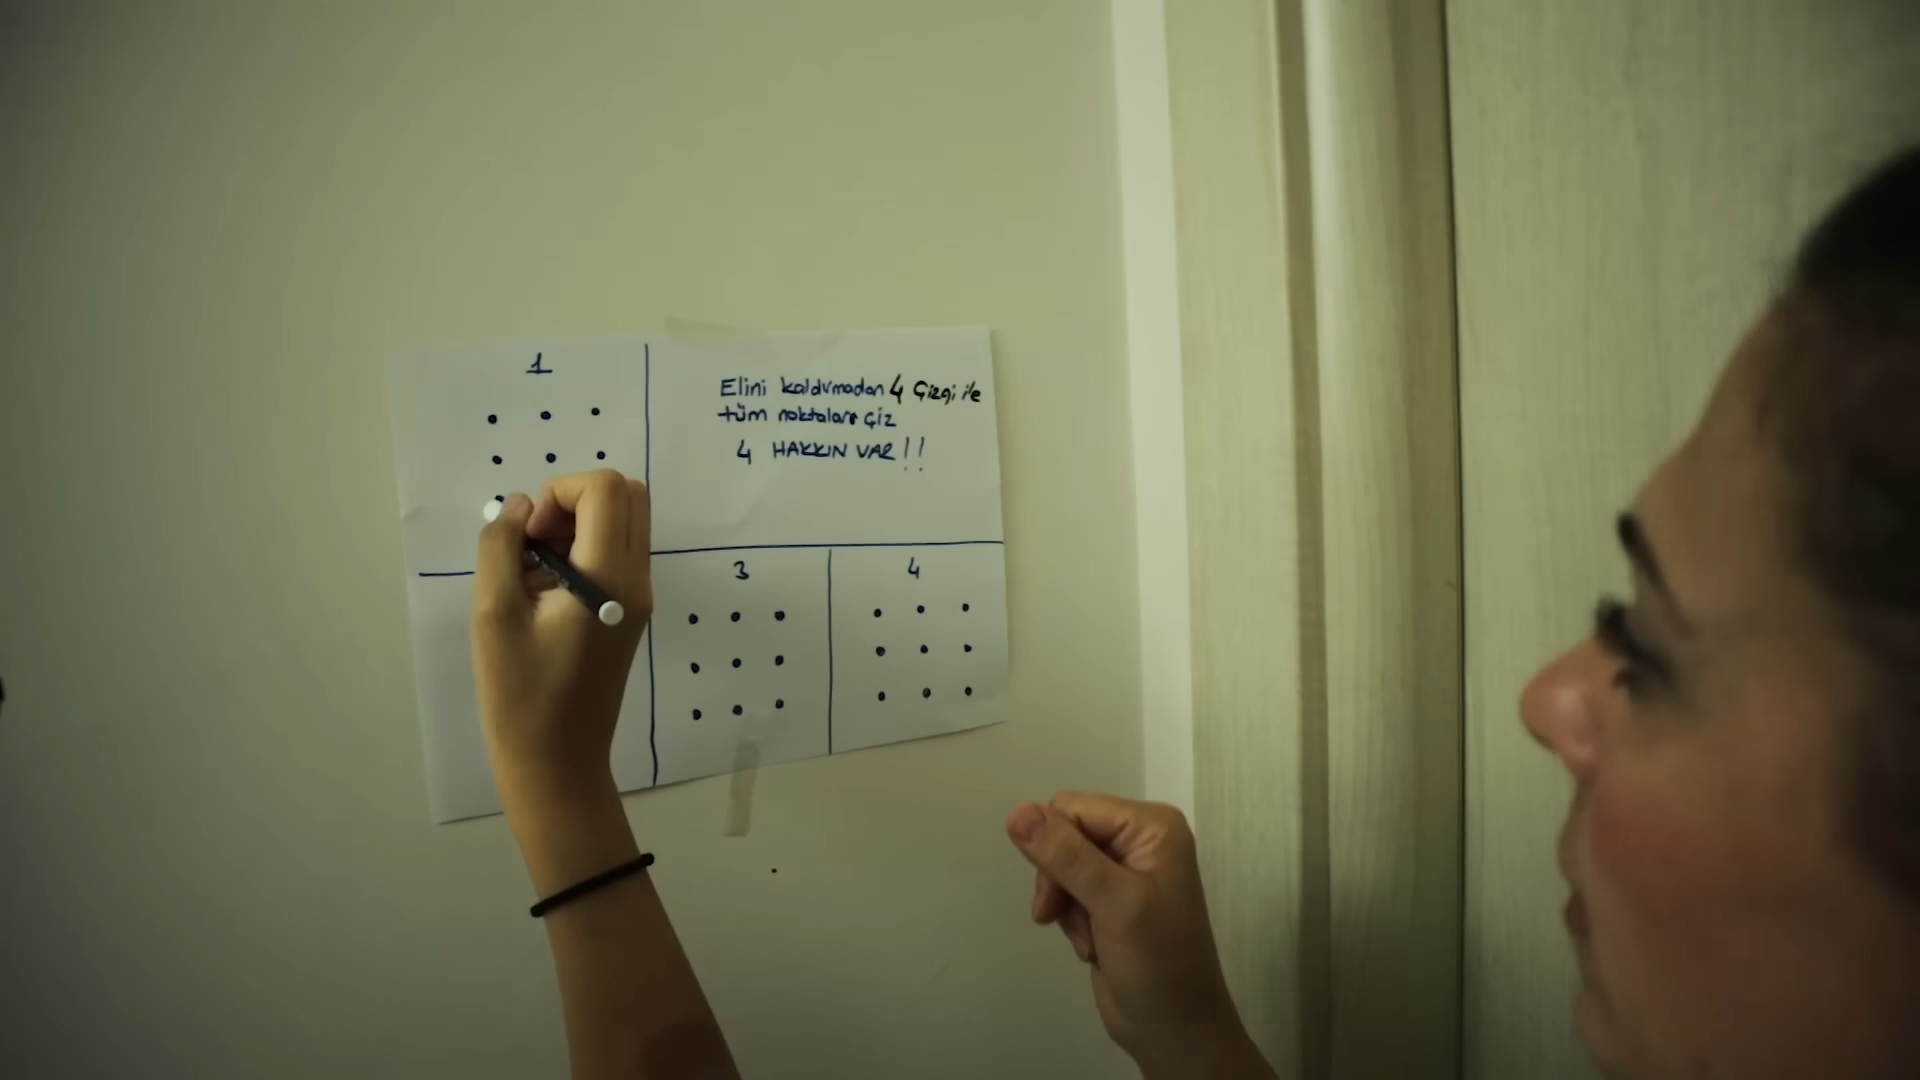 1
Elini kaldırmadan 4 Çizgi ile
tüm noktaları çiz
4 HAKKIN VAR!!
3
4